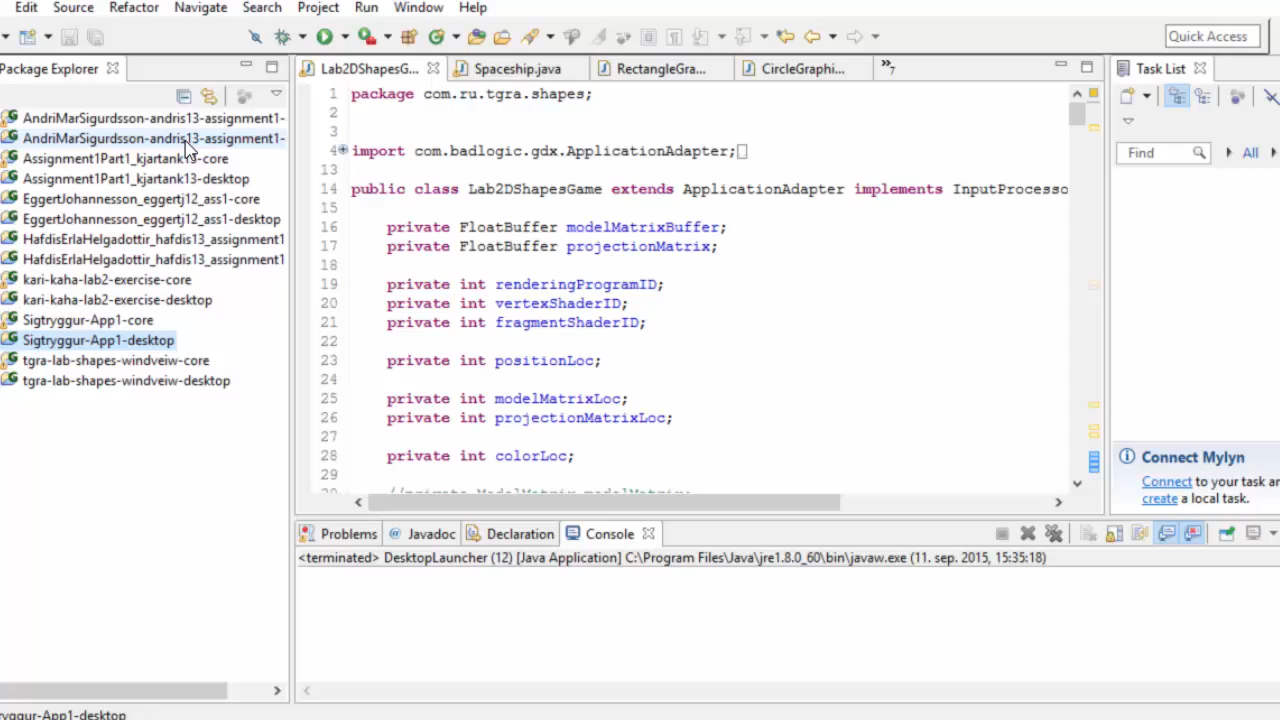 Edit Source Refactor Navigate Search Project Run Window Help
Quick Access
Package Explorer
AndriMarSigurdsson-andris13-assignment1-
AndriMarSigurdsson-andris13-assignment1-
Assignment1Part1_kjartank13-core
Assignment1Part1_kjartank13-desktop
EggertJohannesson_eggertj12_ass1-core
EggertJohannesson_eggertj12_ass1-desktop
HafdisErlaHelgadottir_hafdis13_assignment1
HafdisErlaHelgadottir_hafdis13_assignment1
kari-kaha-lab2-exercise-core
kari-kaha-lab2-exercise-desktop
Sigtryggur-App1-core
Sigtryggur-App1-desktop
tgra-lab-shapes-windveiw-core
tgra-lab-shapes-windveiw-desktop
Lab2DShapesG... Spaceship.java RectangleGra... CircleGraphi... »7
1 package com.ru.tgra.shapes;
2
3
4 import com.badlogic.gdx.ApplicationAdapter;
13
14 public class Lab2DShapesGame extends ApplicationAdapter implements InputProcesso
15
16 private FloatBuffer modelMatrixBuffer;
17 private FloatBuffer projectionMatrix;
18
19 private int renderingProgramID;
20 private int vertexShaderID;
21 private int fragmentShaderID;
22
23 private int positionLoc;
24
25 private int modelMatrixLoc;
26 private int projectionMatrixLoc;
27
28 private int colorLoc;
29
30 //private ModelMatrix modelMatrix;
Task List
Find All
Connect Mylyn
Connect to your task an
create a local task.
Problems Javadoc Declaration Console
<terminated> DesktopLauncher (12) [Java Application] C:\Program Files\Java\jre1.8.0_60\bin\javaw.exe (11. sep. 2015, 15:35:18)
ryggur-App1-desktop